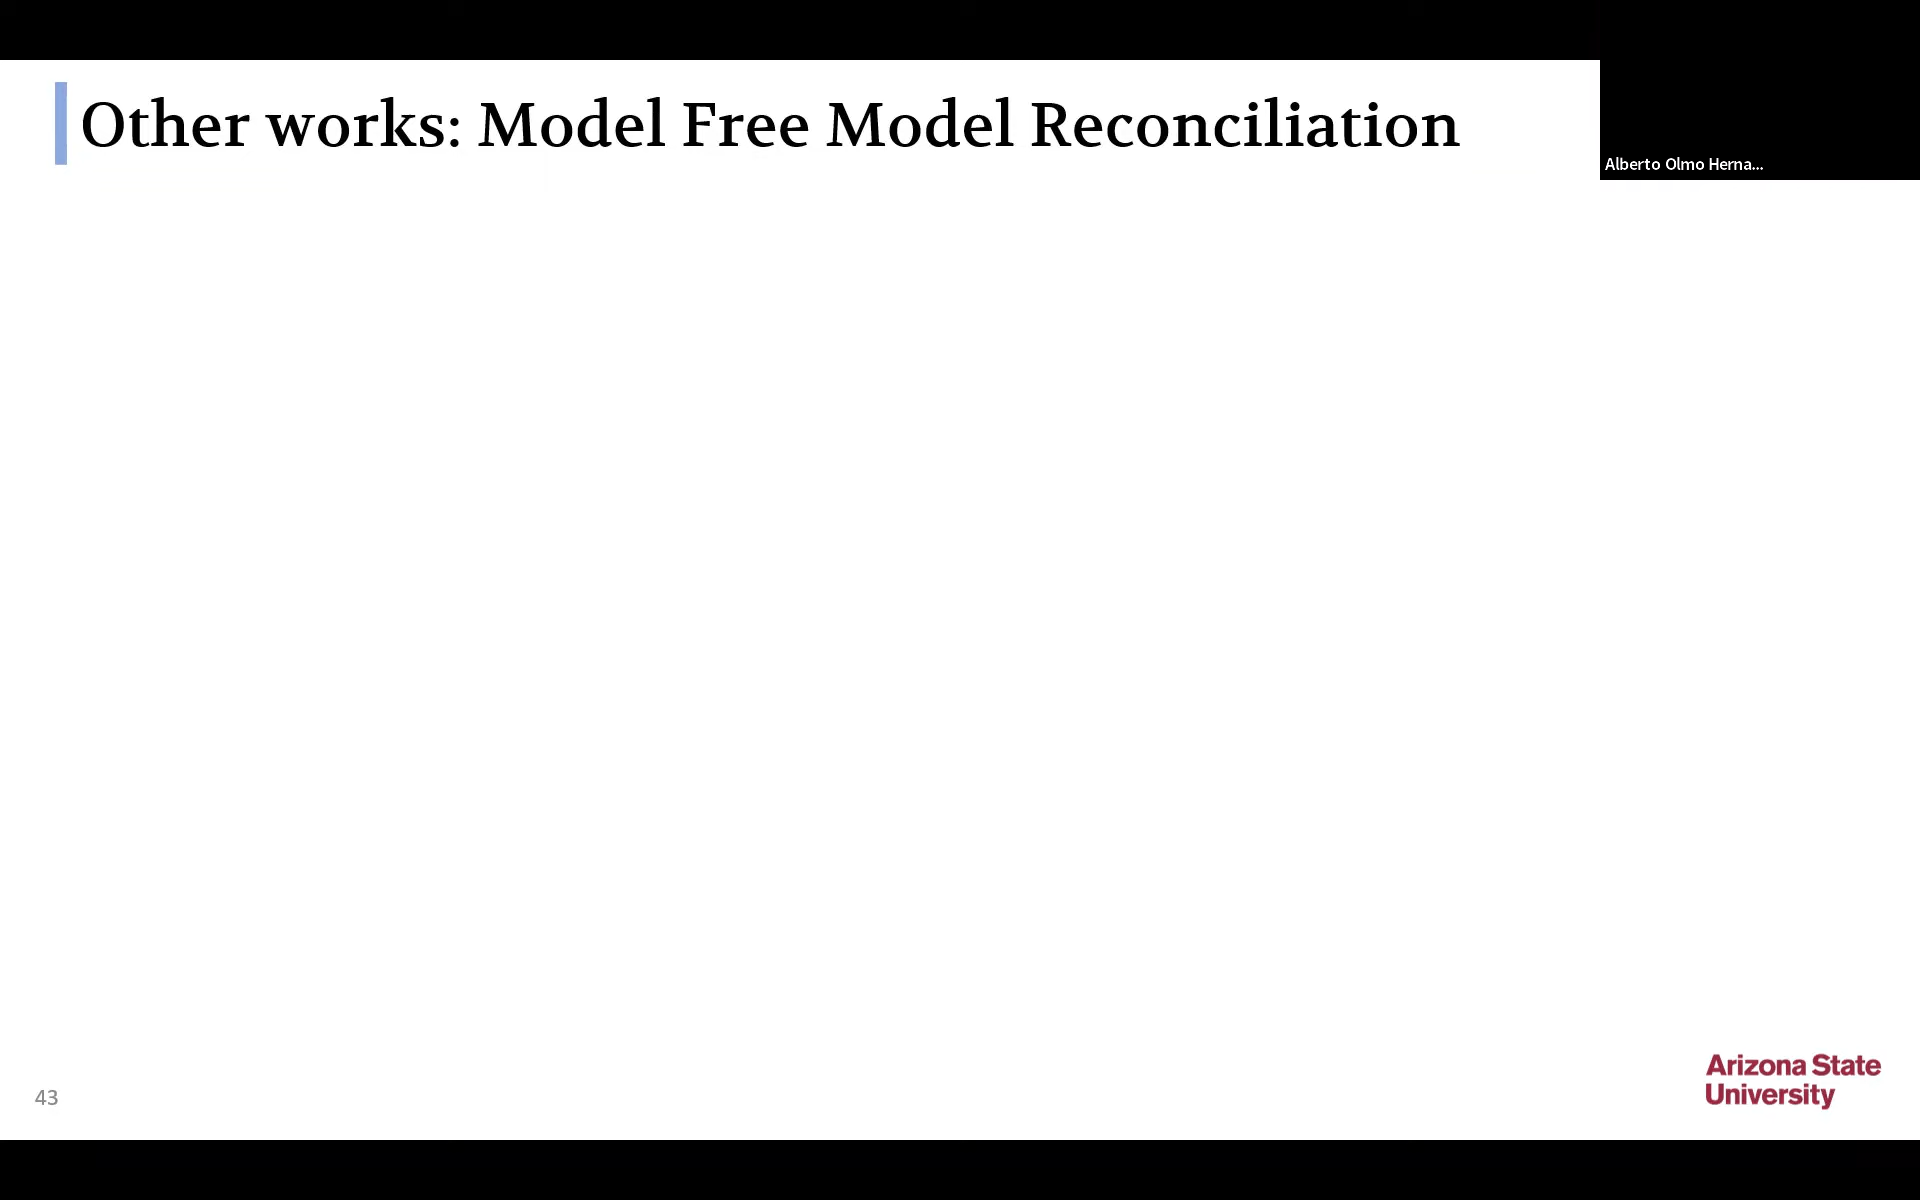 Other works: Model Free Model Reconciliation
Alberto Olmo Herna...
43
Arizona State
University